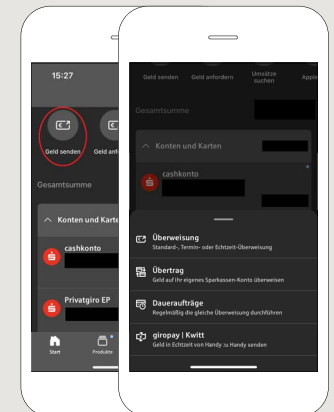 15:27
Geld senden
Geld anf
Gesamtsumme
Konten und Karte
cashkonto
Privatgiro EP
Start
Produkte
Geld senden
Geld anfordern
Umsätze
suchen
Apple
Gesamtsumme
Konten und Karten
cashkonto
Überweisung
Standard-, Termin- oder Echtzeit-Überweisung
Übertrag
Geld auf Ihr eigenes Sparkassen-Konto überweisen
Daueraufträge
Regelmäßig die gleiche Überweisung durchführen
giropay | Kwitt
Geld in Echtzeit von Handy zu Handy senden